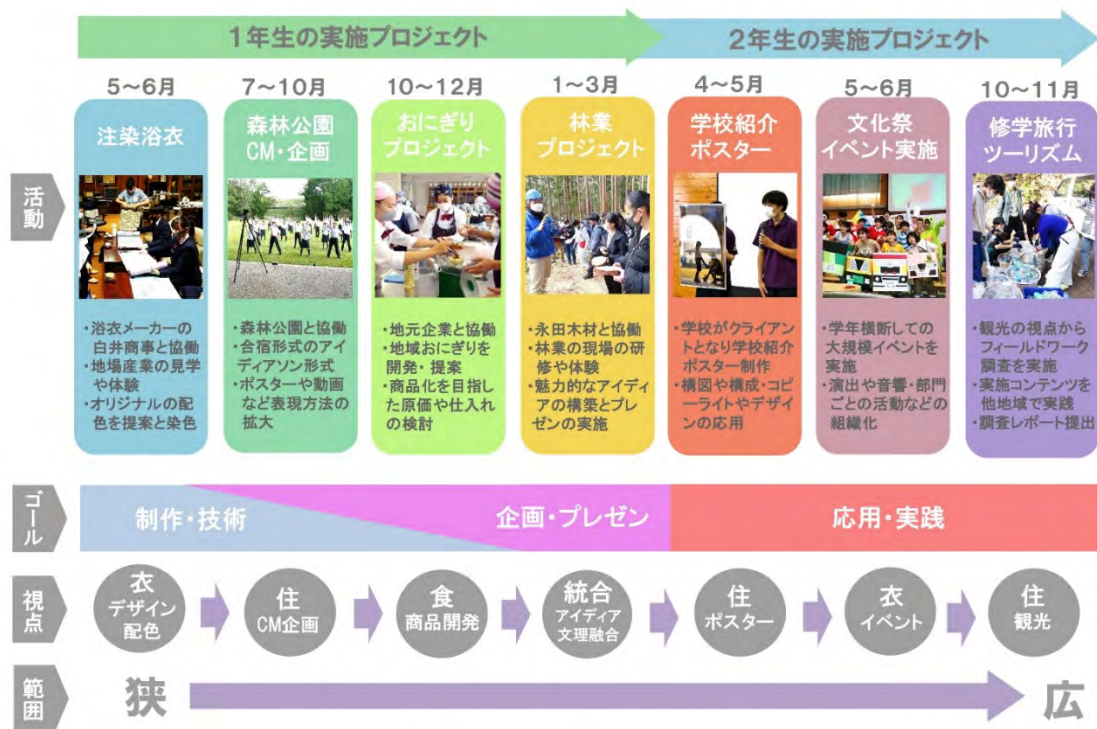 1年生の実施プロジェクト
2年生の実施プロジェクト
5~6月
7~10月
10~12月
1~3月
4~5月
5~6月
10~11月
活動
注染浴衣
・浴衣メーカーの
白井商事と協働
・地場産業の見学
や体験
・オリジナルの配
色を提案と染色
森林公園
CM・企画
・森林公園と協働
・合宿形式のアイ
ディアソン形式
・ポスターや動画
など表現方法の
拡大
おにぎり
プロジェクト
・地元企業と協働
・地域おにぎりを
開発・提案
・商品化を目指し
た原価や仕入れ
の検討
林業
プロジェクト
・永田木材と協働
・林業の現場の研
修や体験
・魅力的なアイディ
アの構築とプレ
ゼンの実施
学校紹介
ポスター
・学校がクライアン
トとなり学校紹介
ポスター制作
・構図や構成・コピ
ーライトやデザイ
ンの応用
文化祭
イベント実施
・学年横断しての
大規模イベントを
実施
・演出や音響・部門
ごとの活動などの
組織化
修学旅行
ツーリズム
・観光の視点から
フィールドワーク
調査を実施
・実施コンテンツを
他地域で実践
・調査レポート提出
ゴール
制作・技術
企画・プレゼン
応用・実践
視点
衣
デザイン
配色
住
CM企画
食
商品開発
統合
アイディア
文理融合
住
ポスター
衣
イベント
住
観光
範囲
狭
広